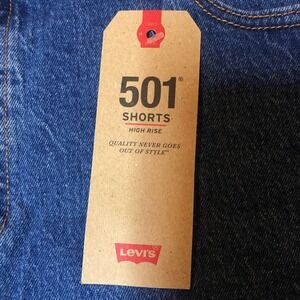 501®
SHORTS
HIGH RISE
QUALITY NEVER GOES
OUT OF STYLE™
Levi's